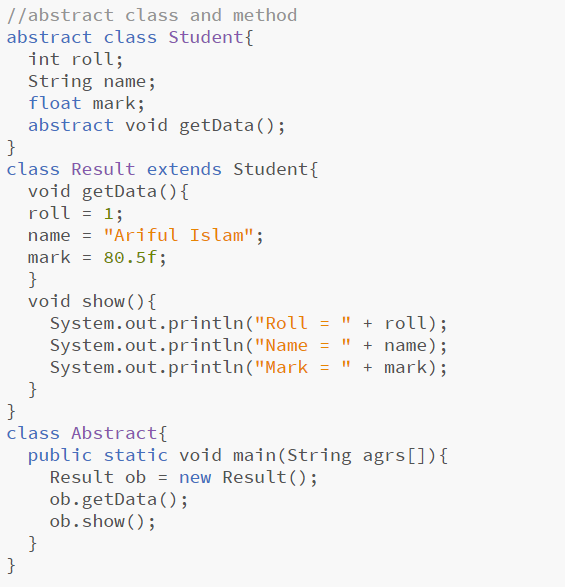 //abstract class and method
abstract class Student{
  int roll;
  String name;
  float mark;
  abstract void getData();
}
class Result extends Student{
  void getData(){
  roll = 1;
  name = "Ariful Islam";
  mark = 80.5f;
  }
  void show(){
    System.out.println("Roll = " + roll);
    System.out.println("Name = " + name);
    System.out.println("Mark = " + mark);
  }
}
class Abstract{
  public static void main(String agrs[]){
    Result ob = new Result();
    ob.getData();
    ob.show();
  }
}